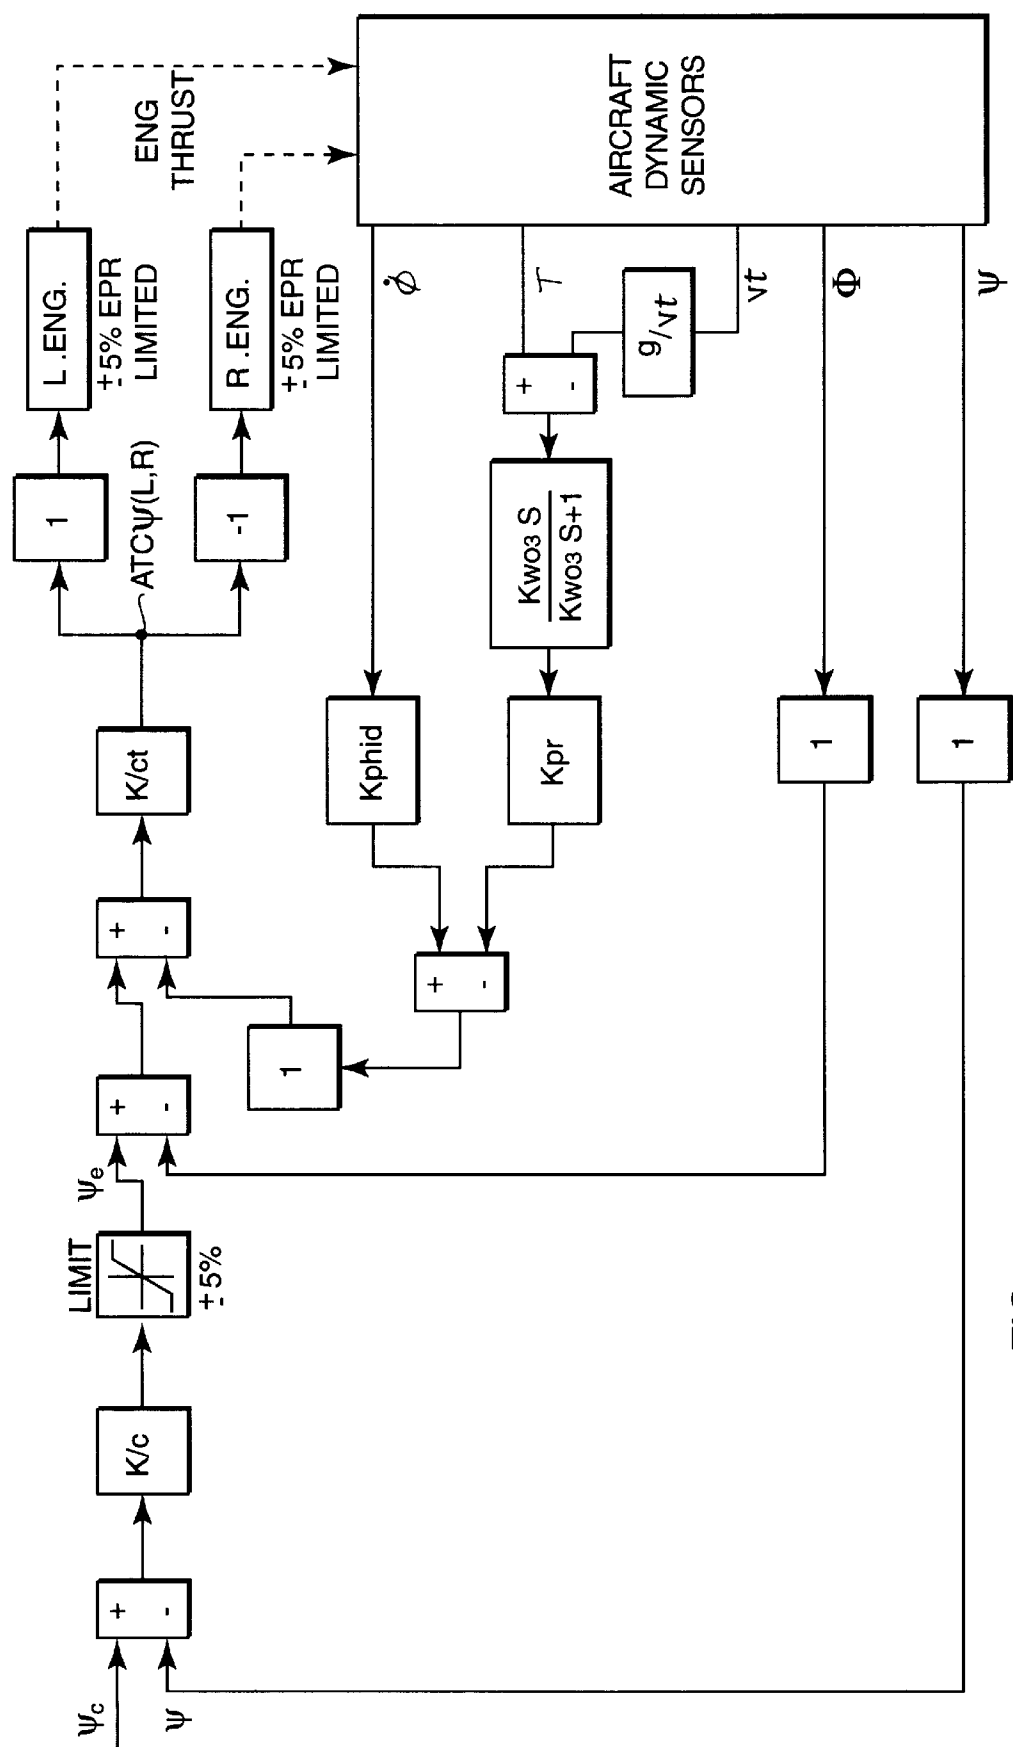 Ψc
+
-
Ψ
K/c
LIMIT
±5%
Ψe
+
-
+
-
1
K/ct
ATCΨ(L,R)
1
-1
L .ENG.
±5% EPR
LIMITED
R .ENG.
±5% EPR
LIMITED
ENG
THRUST
+
-
Kphid
Kpr
Kwo3 S
Kwo3 S+1
+
-
g/vt
1
1
φ̇
vt
Φ
Ψ
AIRCRAFT
DYNAMIC
SENSORS